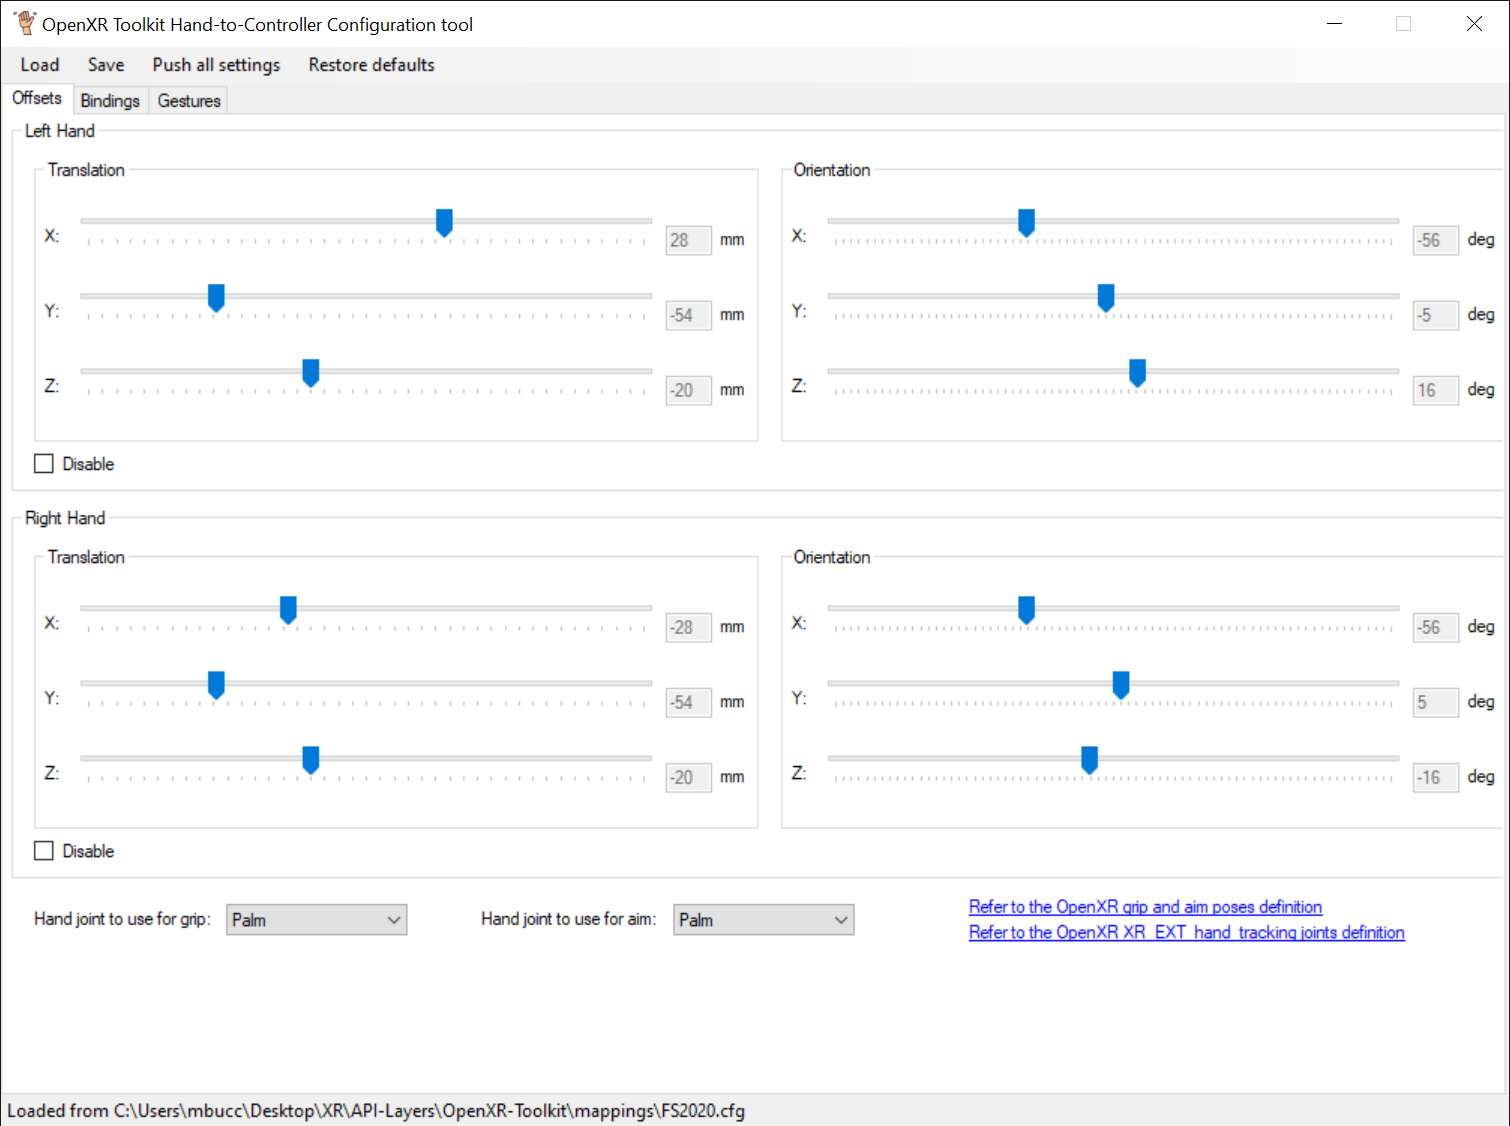 OpenXR Toolkit Hand-to-Controller Configuration tool
Load Save Push all settings Restore defaults
Offsets Bindings Gestures
Left Hand
Translation
X: 28 mm
Y: -54 mm
Z: -20 mm
Orientation
X: -56 deg
Y: -5 deg
Z: 16 deg
Disable
Right Hand
Translation
X: -28 mm
Y: -54 mm
Z: -20 mm
Orientation
X: -56 deg
Y: 5 deg
Z: -16 deg
Disable
Hand joint to use for grip: Palm
Hand joint to use for aim: Palm
Refer to the OpenXR grip and aim poses definition
Refer to the OpenXR XR_EXT_hand_tracking joints definition
Loaded from C:\Users\mbucc\Desktop\XR\API-Layers\OpenXR-Toolkit\mappings\FS2020.cfg